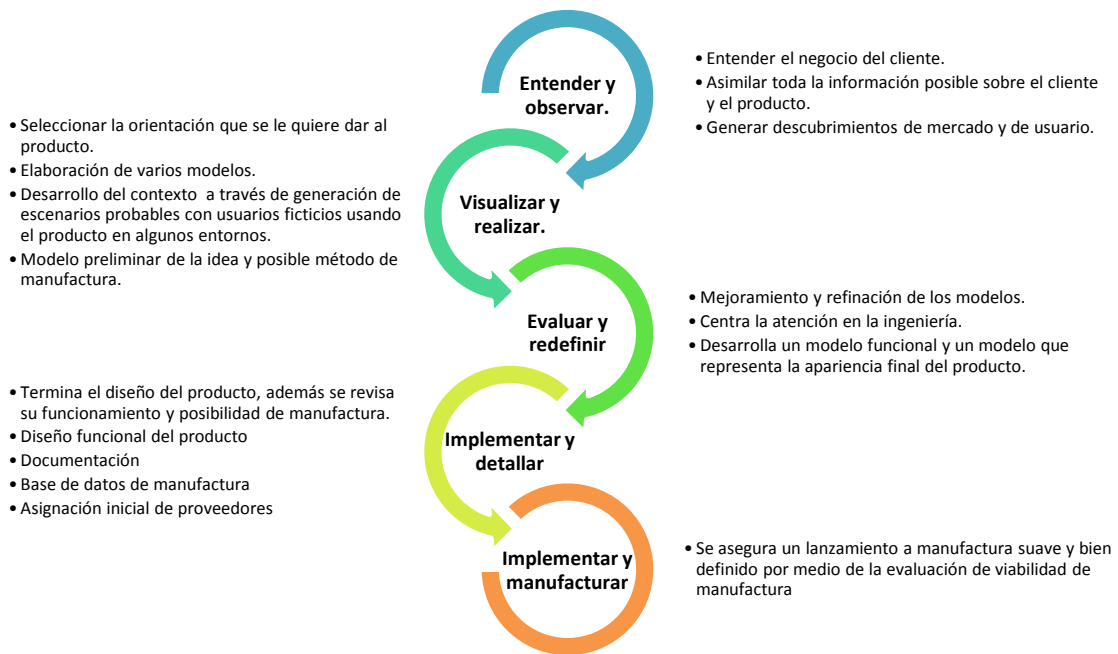 Entender y
observar.
• Entender el negocio del cliente.
• Asimilar toda la información posible sobre el cliente
y el producto.
• Generar descubrimientos de mercado y de usuario.
Visualizar y
realizar.
• Seleccionar la orientación que se le quiere dar al
producto.
• Elaboración de varios modelos.
• Desarrollo del contexto a través de generación de
escenarios probables con usuarios ficticios usando
el producto en algunos entornos.
• Modelo preliminar de la idea y posible método de
manufactura.
Evaluar y
redefinir
• Mejoramiento y refinación de los modelos.
• Centra la atención en la ingeniería.
• Desarrolla un modelo funcional y un modelo que
representa la apariencia final del producto.
Implementar y
detallar
• Termina el diseño del producto, además se revisa
su funcionamiento y posibilidad de manufactura.
• Diseño funcional del producto
• Documentación
• Base de datos de manufactura
• Asignación inicial de proveedores
Implementar y
manufacturar
• Se asegura un lanzamiento a manufactura suave y bien
definido por medio de la evaluación de viabilidad de
manufactura